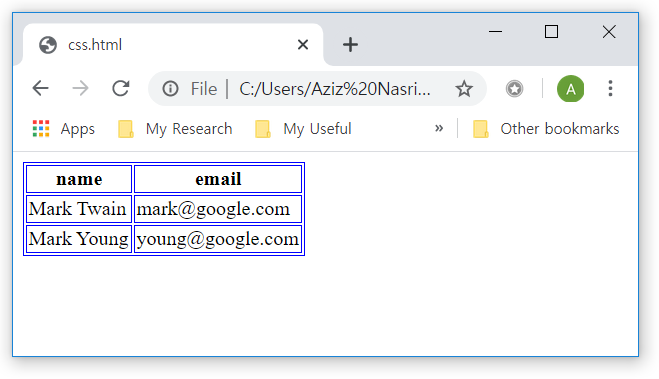 css.html
File | C:/Users/Aziz%20Nasri... A
Apps My Research My Useful » Other bookmarks
name email
Mark Twain mark@google.com
Mark Young young@google.com